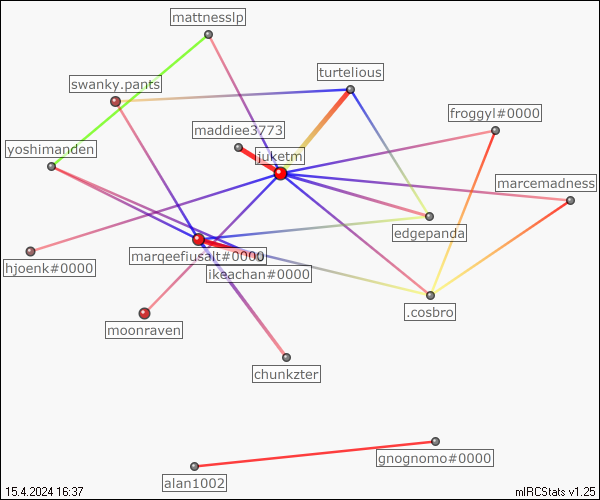 mattnesslp
turtelious
swanky.pants
froggyl#0000
maddiee3773
yoshimanden
juketm
marcemadness
edgepanda
marqeefiusalt#0000
hjoenk#0000
ikeachan#0000
.cosbro
moonraven
chunkzter
gnognomo#0000
alan1002
15.4.2024 16:37
mIRCStats v1.25